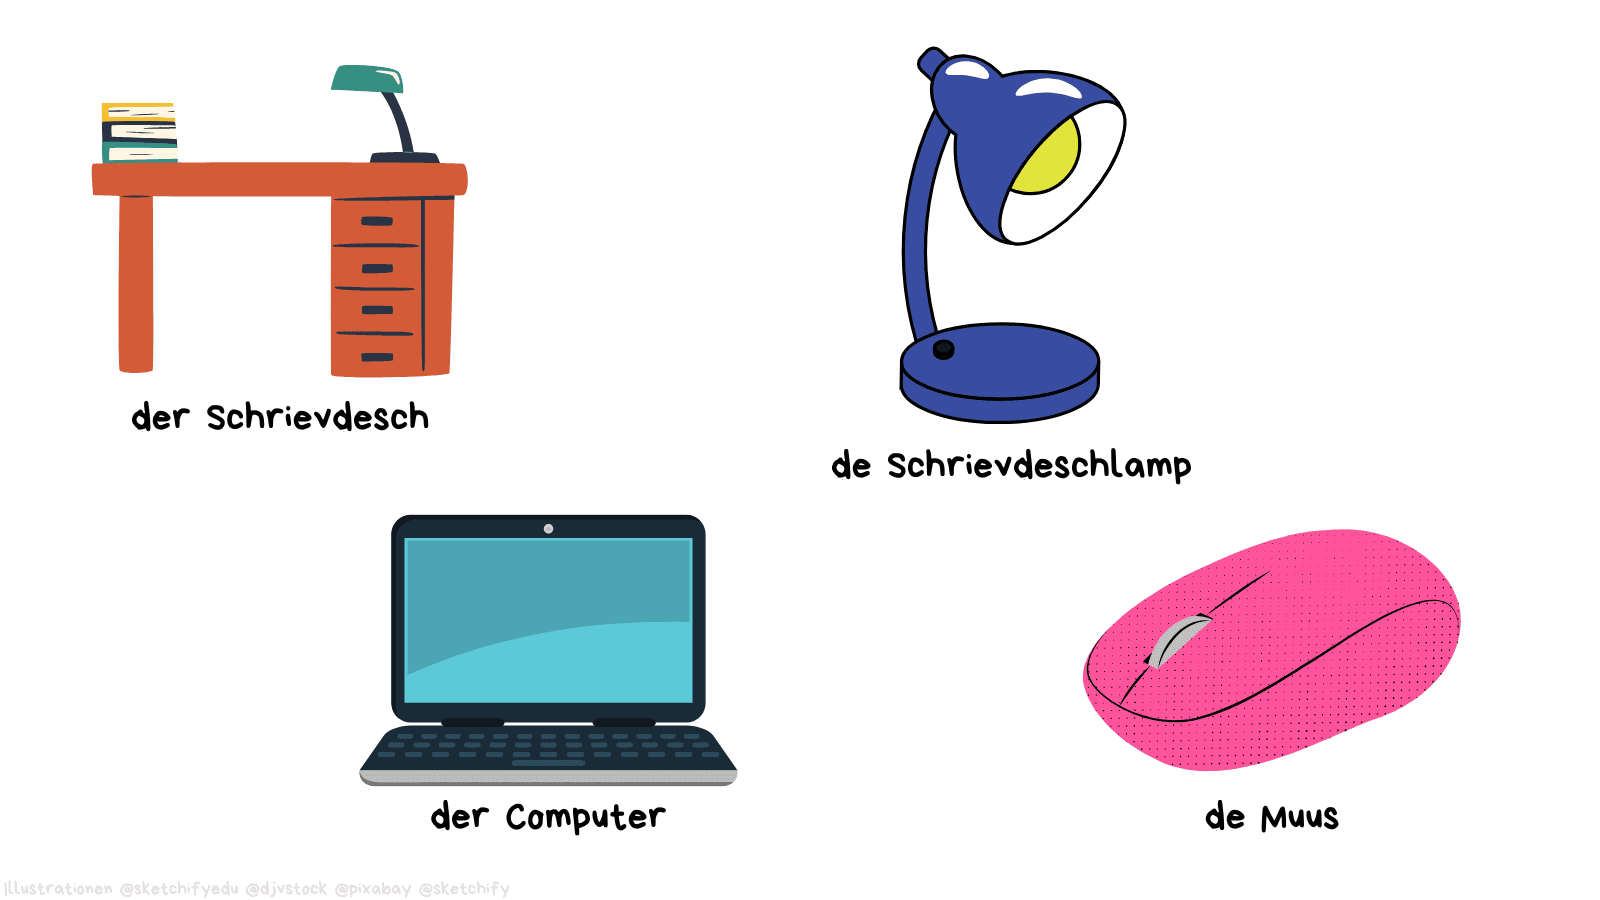 der Schrievdesch
de Schrievdeschlamp
der Computer
de Muus
Illustrationen @sketchifyedu @djvstock @pixabay @sketchify